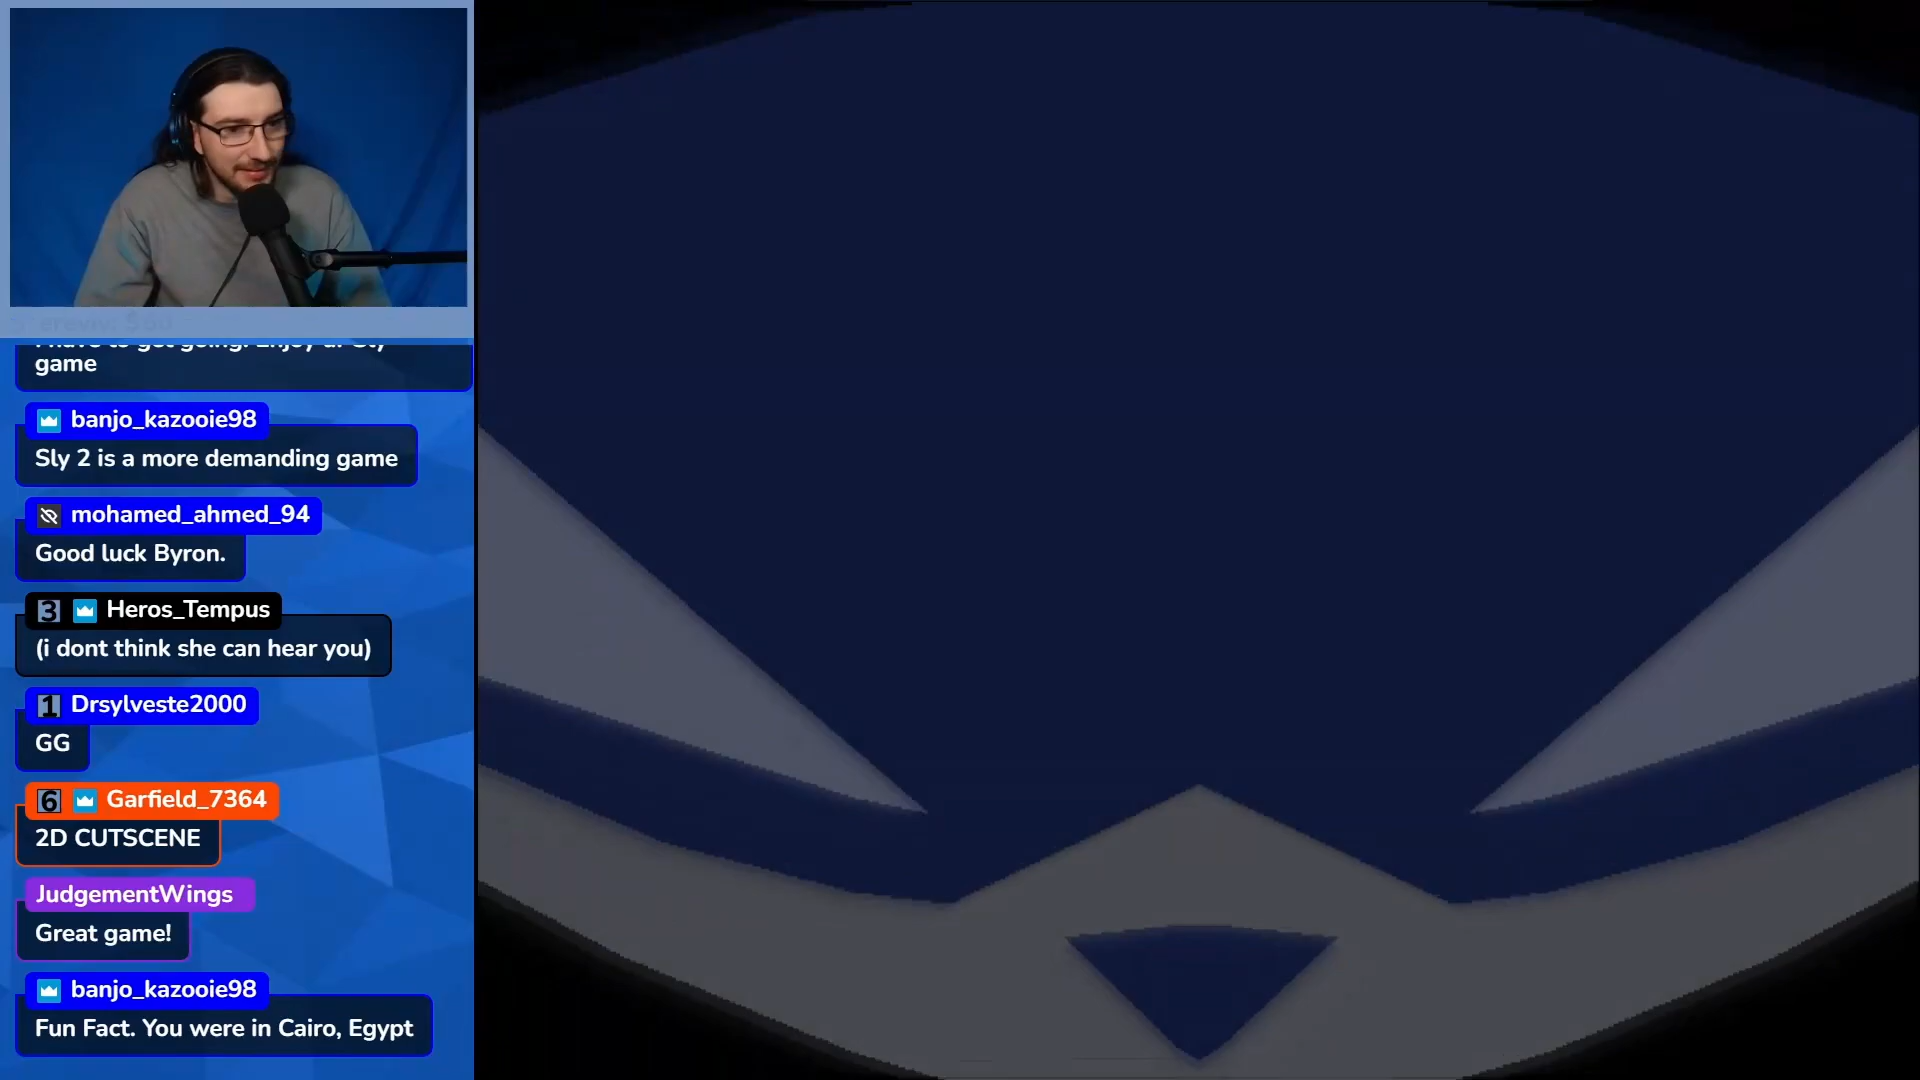 game
banjo_kazooie98
Sly 2 is a more demanding game
mohamed_ahmed_94
Good luck Byron.
3 Heros_Tempus
(i dont think she can hear you)
1 Drsylveste2000
GG
6 Garfield_7364
2D CUTSCENE
JudgementWings
Great game!
banjo_kazooie98
Fun Fact. You were in Cairo, Egypt